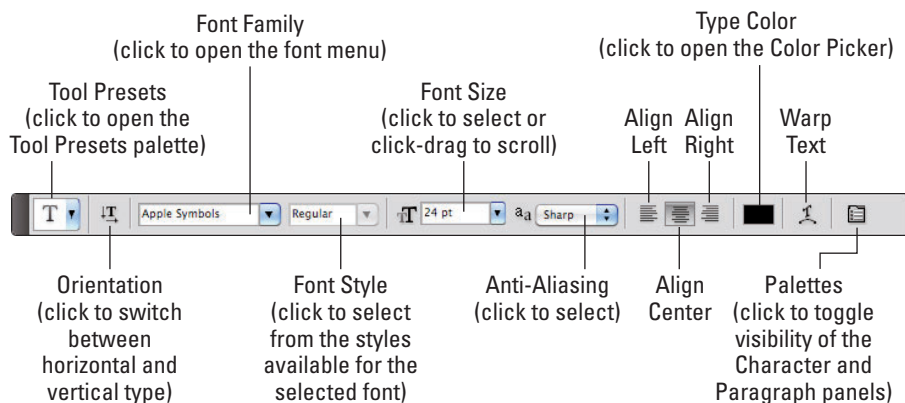 Font Family
(click to open the font menu)
Type Color
(click to open the Color Picker)
Tool Presets
(click to open the
Tool Presets palette)
Font Size
(click to select or
click-drag to scroll)
Align
Left
Align
Right
Warp
Text
T
T
Apple Symbols
Regular
TT
24 pt
aa
Sharp
T
Orientation
(click to switch
between
horizontal and
vertical type)
Font Style
(click to select
from the styles
available for the
selected font)
Anti-Aliasing
(click to select)
Align
Center
Palettes
(click to toggle
visibility of the
Character and
Paragraph panels)